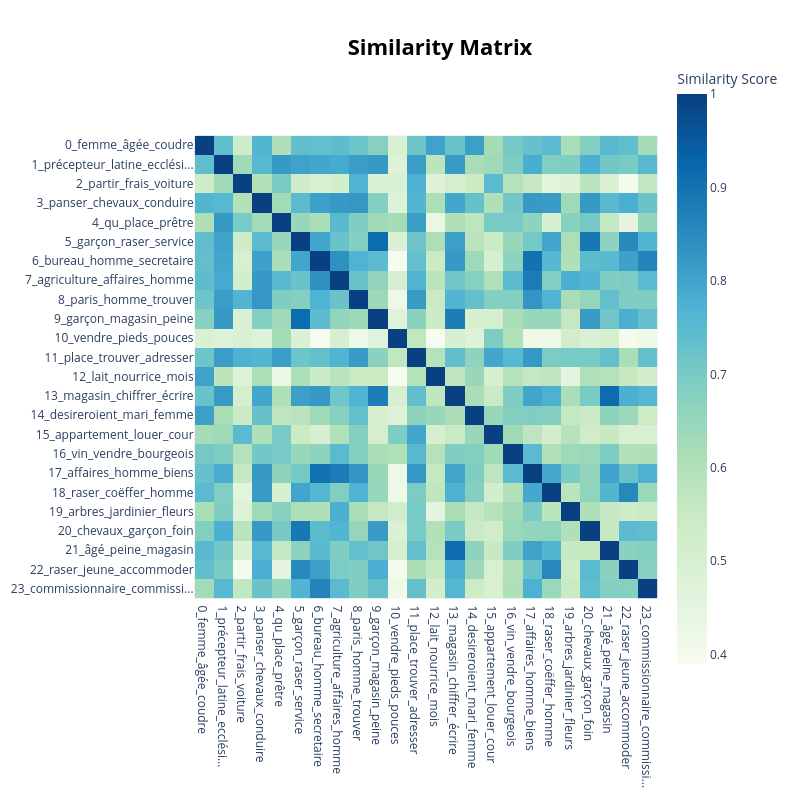 Similarity Matrix
Similarity Score
1
0.9
0.8
0.7
0.6
0.5
0.4
0_femme_âgée_coudre
1_précepteur_latine_ecclési...
2_partir_frais_voiture
3_panser_chevaux_conduire
4_qu_place_prêtre
5_garçon_raser_service
6_bureau_homme_secretaire
7_agriculture_affaires_homme
8_paris_homme_trouver
9_garçon_magasin_peine
10_vendre_pieds_pouces
11_place_trouver_adresser
12_lait_nourrice_mois
13_magasin_chiffrer_écrire
14_desireroient_mari_femme
15_appartement_louer_cour
16_vin_vendre_bourgeois
17_affaires_homme_biens
18_raser_coëffer_homme
19_arbres_jardinier_fleurs
20_chevaux_garçon_foin
21_âgé_peine_magasin
22_raser_jeune_accommoder
23_commissionnaire_commissi...
0_femme_âgée_coudre
1_précepteur_latine_ecclési...
2_partir_frais_voiture
3_panser_chevaux_conduire
4_qu_place_prêtre
5_garçon_raser_service
6_bureau_homme_secretaire
7_agriculture_affaires_homme
8_paris_homme_trouver
9_garçon_magasin_peine
10_vendre_pieds_pouces
11_place_trouver_adresser
12_lait_nourrice_mois
13_magasin_chiffrer_écrire
14_desireroient_mari_femme
15_appartement_louer_cour
16_vin_vendre_bourgeois
17_affaires_homme_biens
18_raser_coëffer_homme
19_arbres_jardinier_fleurs
20_chevaux_garçon_foin
21_âgé_peine_magasin
22_raser_jeune_accommoder
23_commissionnaire_commissi...